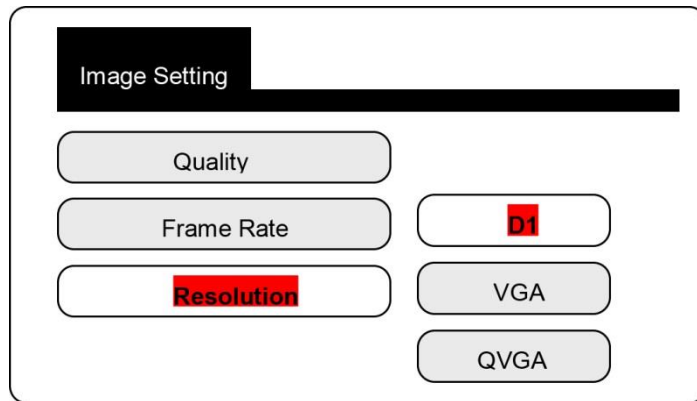 Image Setting
Quality
Frame Rate
Resolution
D1
VGA
QVGA